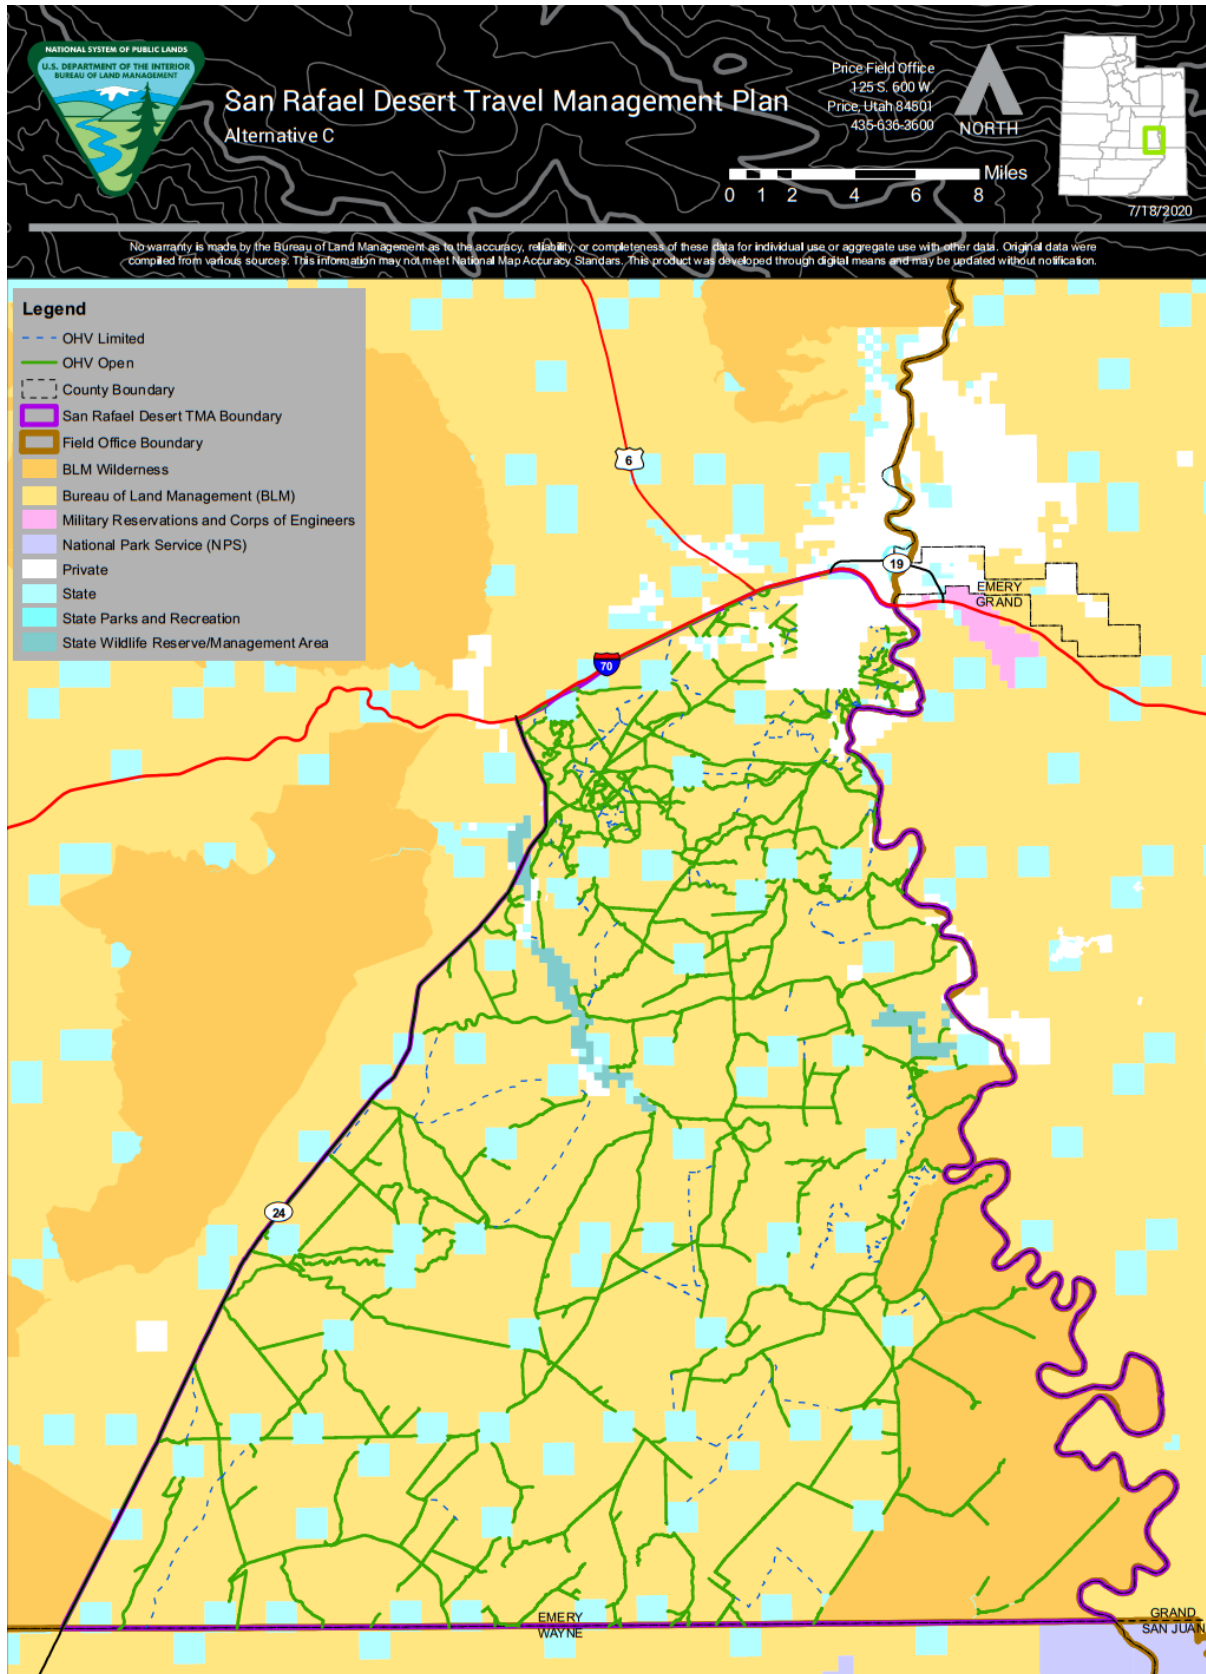 NATIONAL SYSTEM OF PUBLIC LANDS
U.S. DEPARTMENT OF THE INTERIOR
BUREAU OF LAND MANAGEMENT
San Rafael Desert Travel Management Plan
Alternative C
Price Field Office
125 S. 600 W.
Price, Utah 84501
435-636-3600
NORTH
Miles
0 1 2 4 6 8
7/18/2020
No warranty is made by the Bureau of Land Management as to the accuracy, reliability, or completeness of these data for individual use or aggregate use with other data. Original data were
compiled from various sources. This information may not meet National Map Accuracy Standars. This product was developed through digital means and may be updated without notification.
Legend
OHV Limited
OHV Open
County Boundary
San Rafael Desert TMA Boundary
Field Office Boundary
BLM Wilderness
Bureau of Land Management (BLM)
Military Reservations and Corps of Engineers
National Park Service (NPS)
Private
State
State Parks and Recreation
State Wildlife Reserve/Management Area
6
19
EMERY
GRAND
70
24
EMERY
WAYNE
GRAND
SAN JUAN